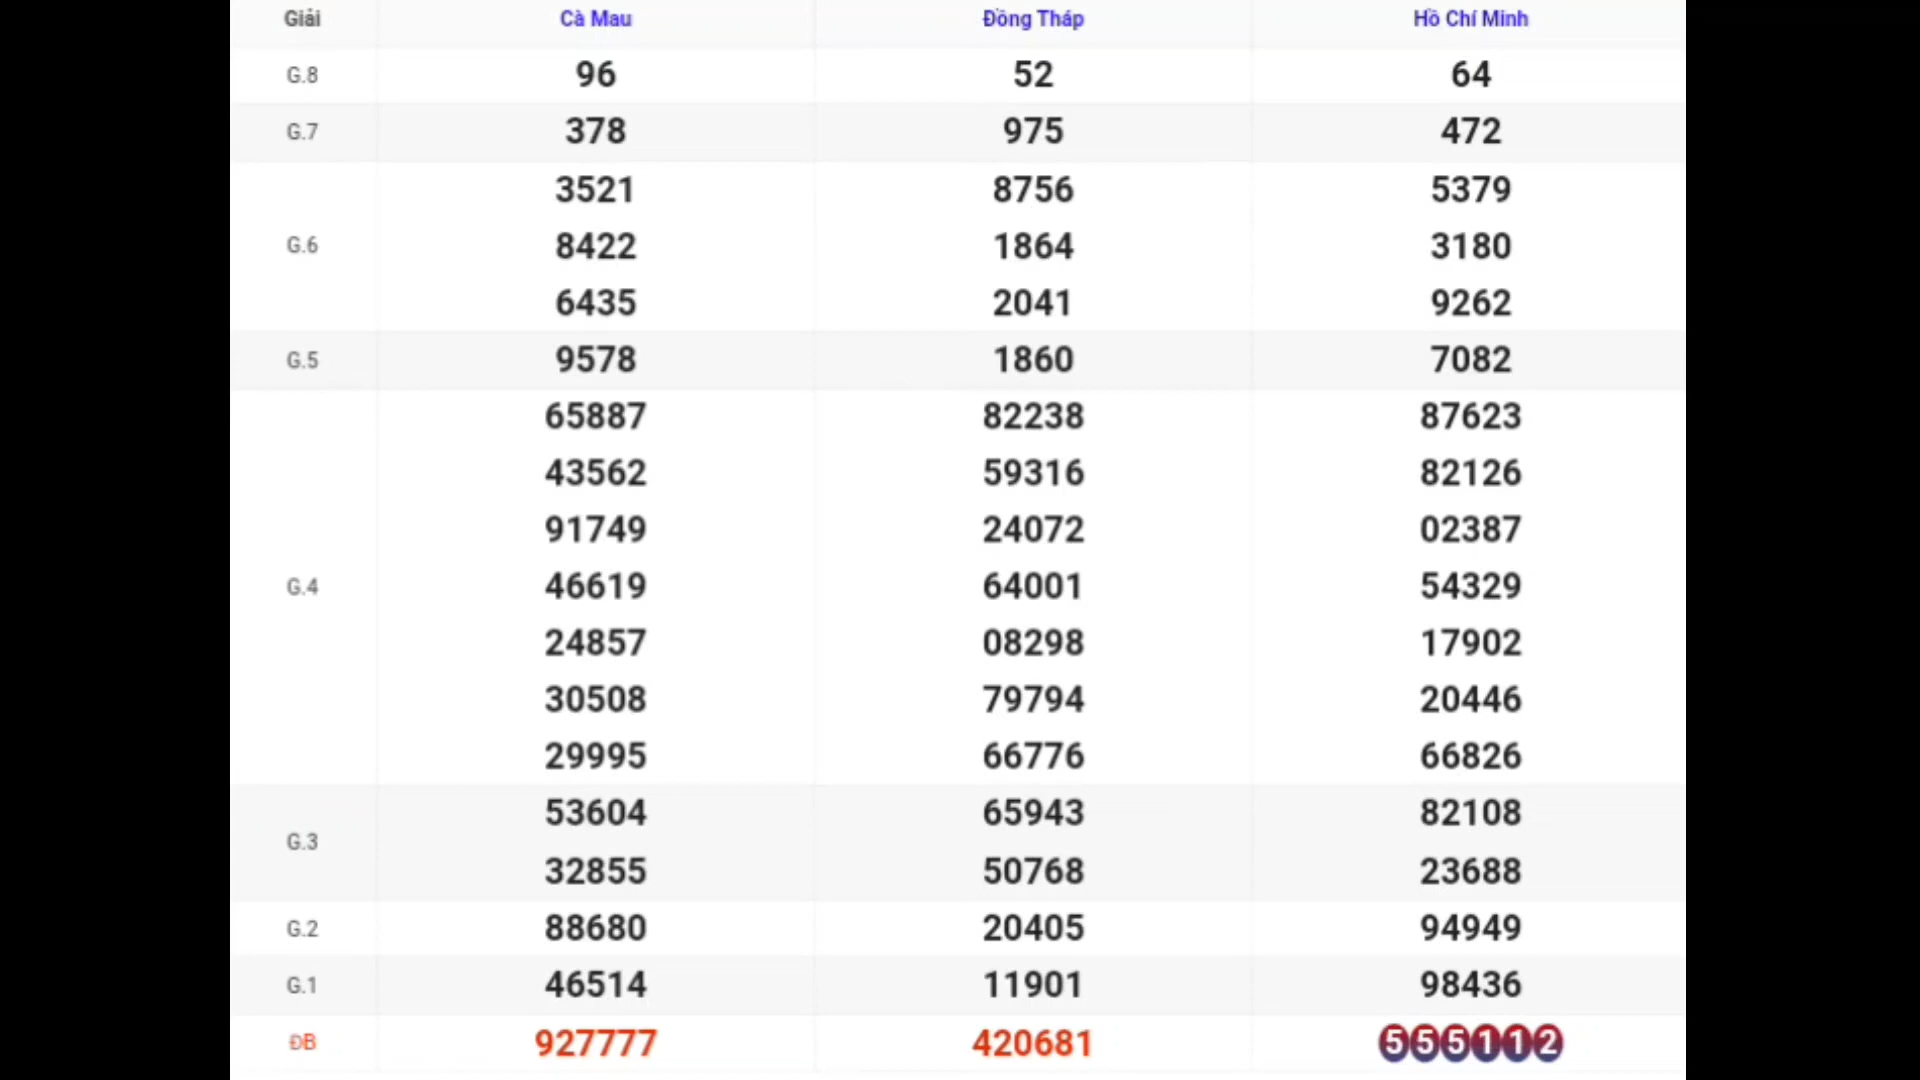 Giải Cà Mau Đồng Tháp Hồ Chí Minh
G.8 96 52 64
G.7 378 975 472
3521 8756 5379
G.6 8422 1864 3180
6435 2041 9262
G.5 9578 1860 7082
65887 82238 87623
43562 59316 82126
91749 24072 02387
G.4 46619 64001 54329
24857 08298 17902
30508 79794 20446
29995 66776 66826
G.3 53604 65943 82108
32855 50768 23688
G.2 88680 20405 94949
G.1 46514 11901 98436
ĐB 927777 420681 555112